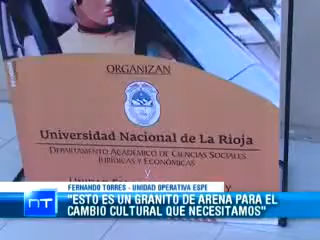 ORGANIZAN
Universidad Nacional de La Rioja
DEPARTAMENTO ACADÉMICO DE CIENCIAS SOCIALES
JURÍDICAS Y ECONÓMICAS
Y
FERNANDO TORRES - UNIDAD OPERATIVA ESPE
"ESTO ES UN GRANITO DE ARENA PARA EL
CAMBIO CULTURAL QUE NECESITAMOS"
nt